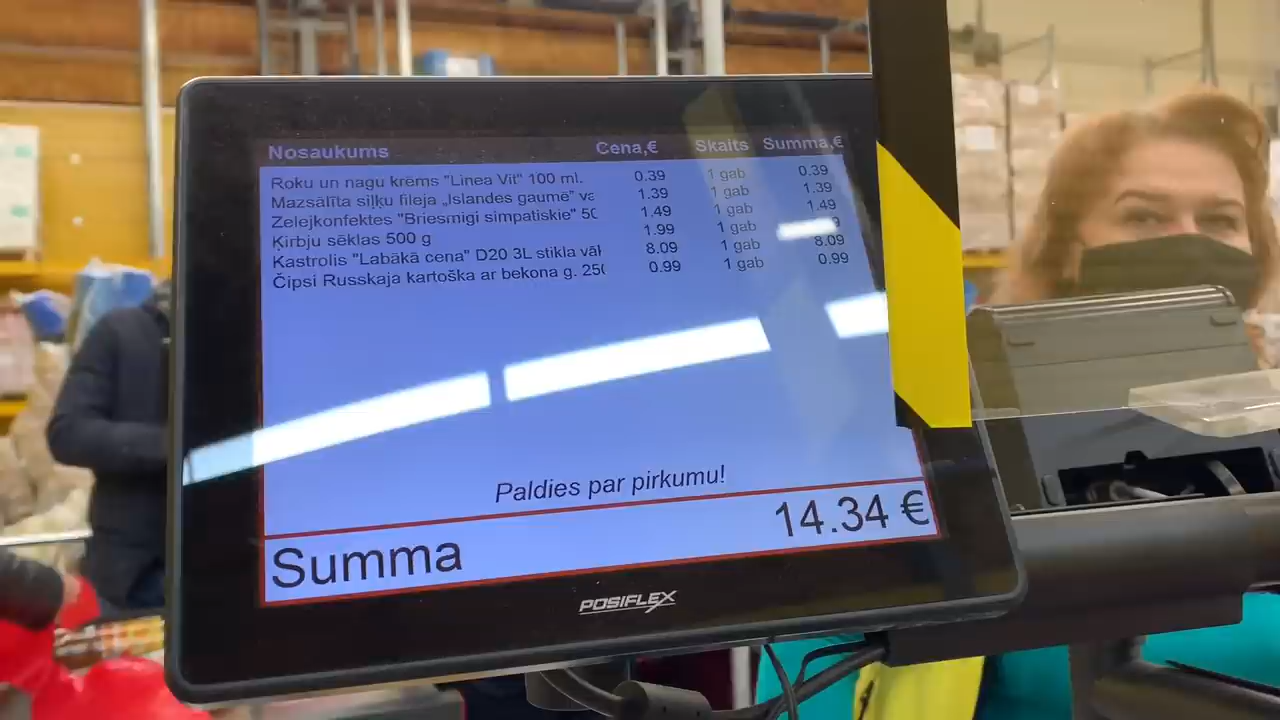 Nosaukums Cena,€ Skaits Summa,€
Roku un nagu krēms "Linea Vit" 100 ml. 0.39 1 gab 0.39
Mazsālīta siļķu fileja „Islandes gaumē" va 1.39 1 gab 1.39
Zelejkonfektes "Briesmīgi simpatiskie" 50 1.49 1 gab 1.49
Ķirbju sēklas 500 g 1.99 1 gab 9
Kastrolis "Labākā cena" D20 3L stikla vāk 8.09 1 gab 8.09
Čipsi Russkaja kartoška ar bekona g. 250 0.99 1 gab 0.99
Paldies par pirkumu!
Summa 14.34 €
POSIFLEX